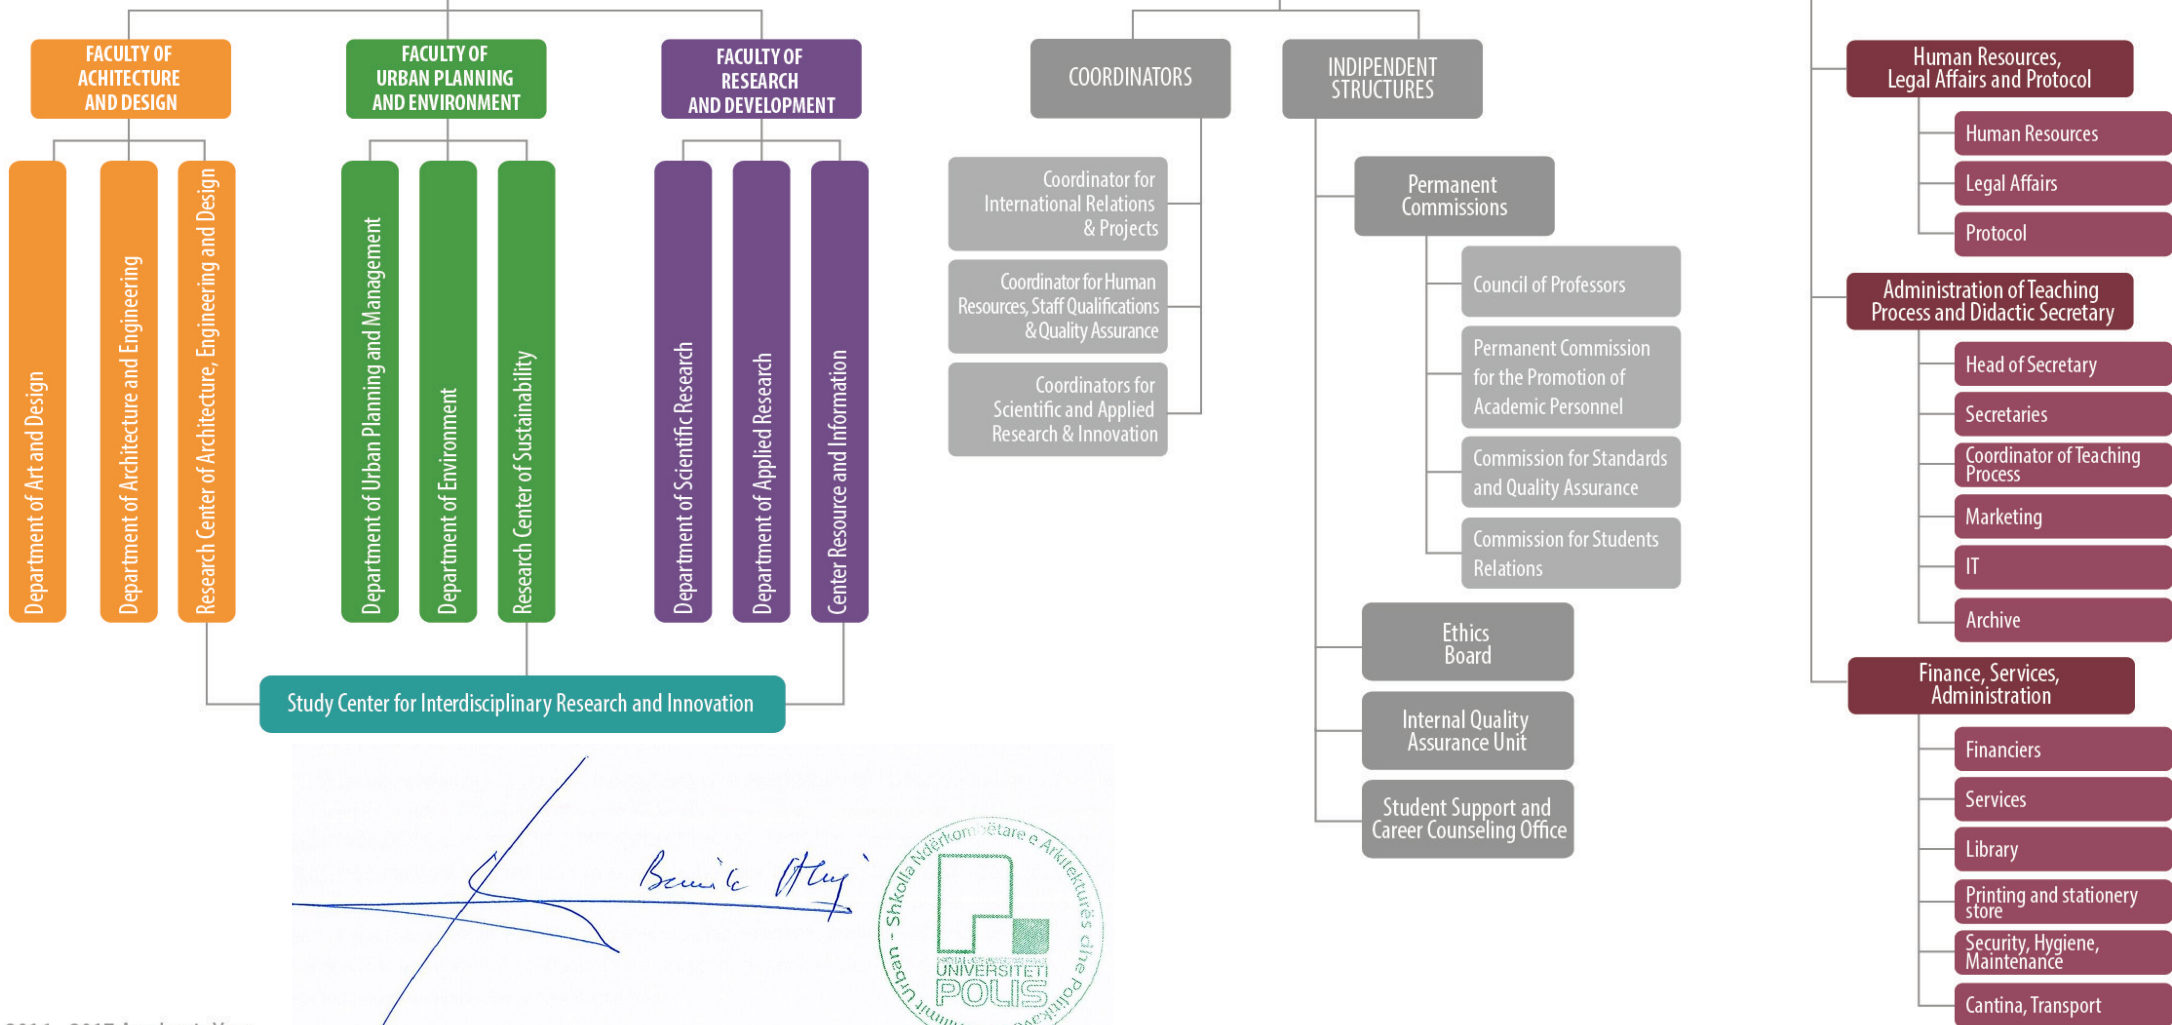 FACULTY OF
ACHITECTURE
AND DESIGN
Department of Art and Design
Department of Architecture and Engineering
Research Center of Architecture, Engineering and Design
FACULTY OF
URBAN PLANNING
AND ENVIRONMENT
Department of Urban Planning and Management
Department of Environment
Research Center of Sustainability
FACULTY OF
RESEARCH
AND DEVELOPMENT
Department of Scientific Research
Department of Applied Research
Center Resource and Information
Study Center for Interdisciplinary Research and Innovation
COORDINATORS
Coordinator for
International Relations
& Projects
Coordinator for Human
Resources, Staff Qualifications
& Quality Assurance
Coordinators for
Scientific and Applied
Research & Innovation
INDIPENDENT
STRUCTURES
Permanent
Commissions
Council of Professors
Permanent Commission
for the Promotion of
Academic Personnel
Commission for Standards
and Quality Assurance
Commission for Students
Relations
Ethics
Board
Internal Quality
Assurance Unit
Student Support and
Career Counseling Office
Human Resources,
Legal Affairs and Protocol
Human Resources
Legal Affairs
Protocol
Administration of Teaching
Process and Didactic Secretary
Head of Secretary
Secretaries
Coordinator of Teaching
Process
Marketing
IT
Archive
Finance, Services,
Administration
Financiers
Services
Library
Printing and stationery
store
Security, Hygiene,
Maintenance
Cantina, Transport
Shkolla Ndërkombëtare e Arkitekturës dhe Politikave Urban -
UNIVERSITETI
POLIS